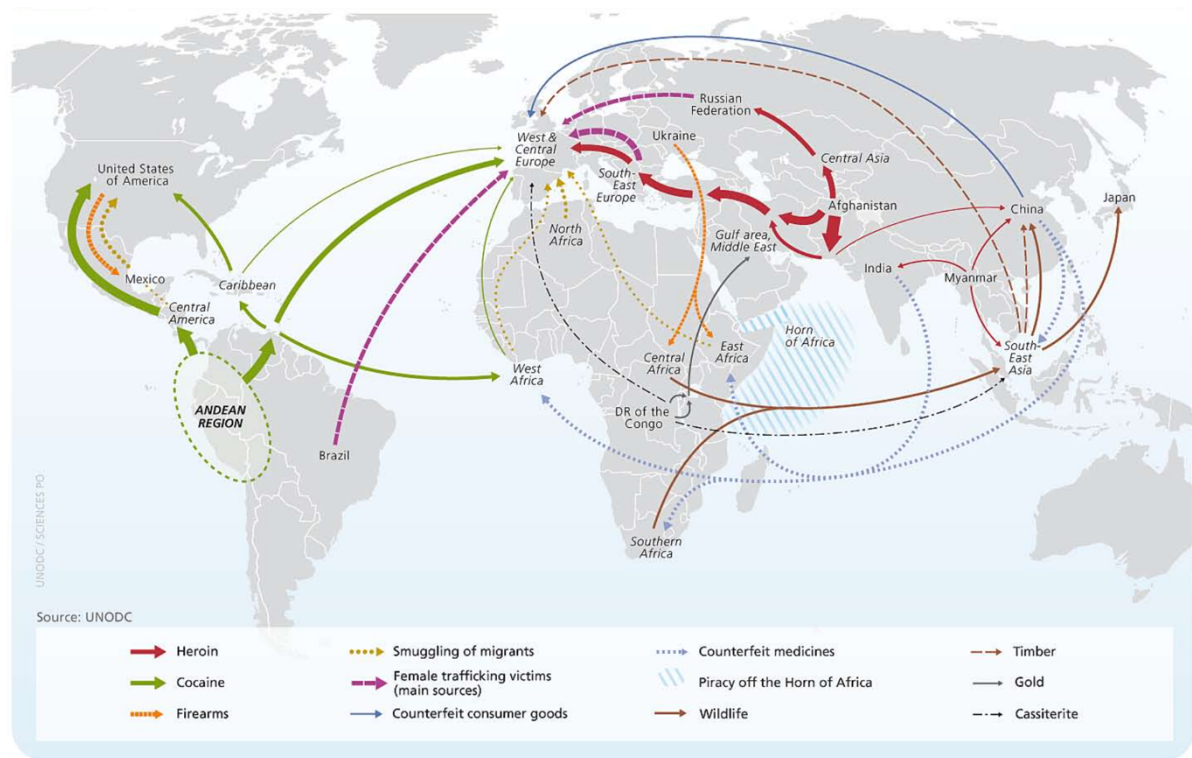 Russian
Federation
West &
Central
Europe
Ukraine
United States
of America
South-
East
Europe
Central Asia
Afghanistan
China
Japan
North
Africa
Gulf area,
Middle East
India
Myanmar
Mexico
Caribbean
Central
America
Horn
of Africa
West
Africa
Central
Africa
East
Africa
South-
East
Asia
ANDEAN
REGION
DR of the
Congo
Brazil
Southern
Africa
UNODC / SCIENCES PO
Source: UNODC
Heroin
Cocaine
Firearms
Smuggling of migrants
Female trafficking victims
(main sources)
Counterfeit consumer goods
Counterfeit medicines
Piracy off the Horn of Africa
Wildlife
Timber
Gold
Cassiterite